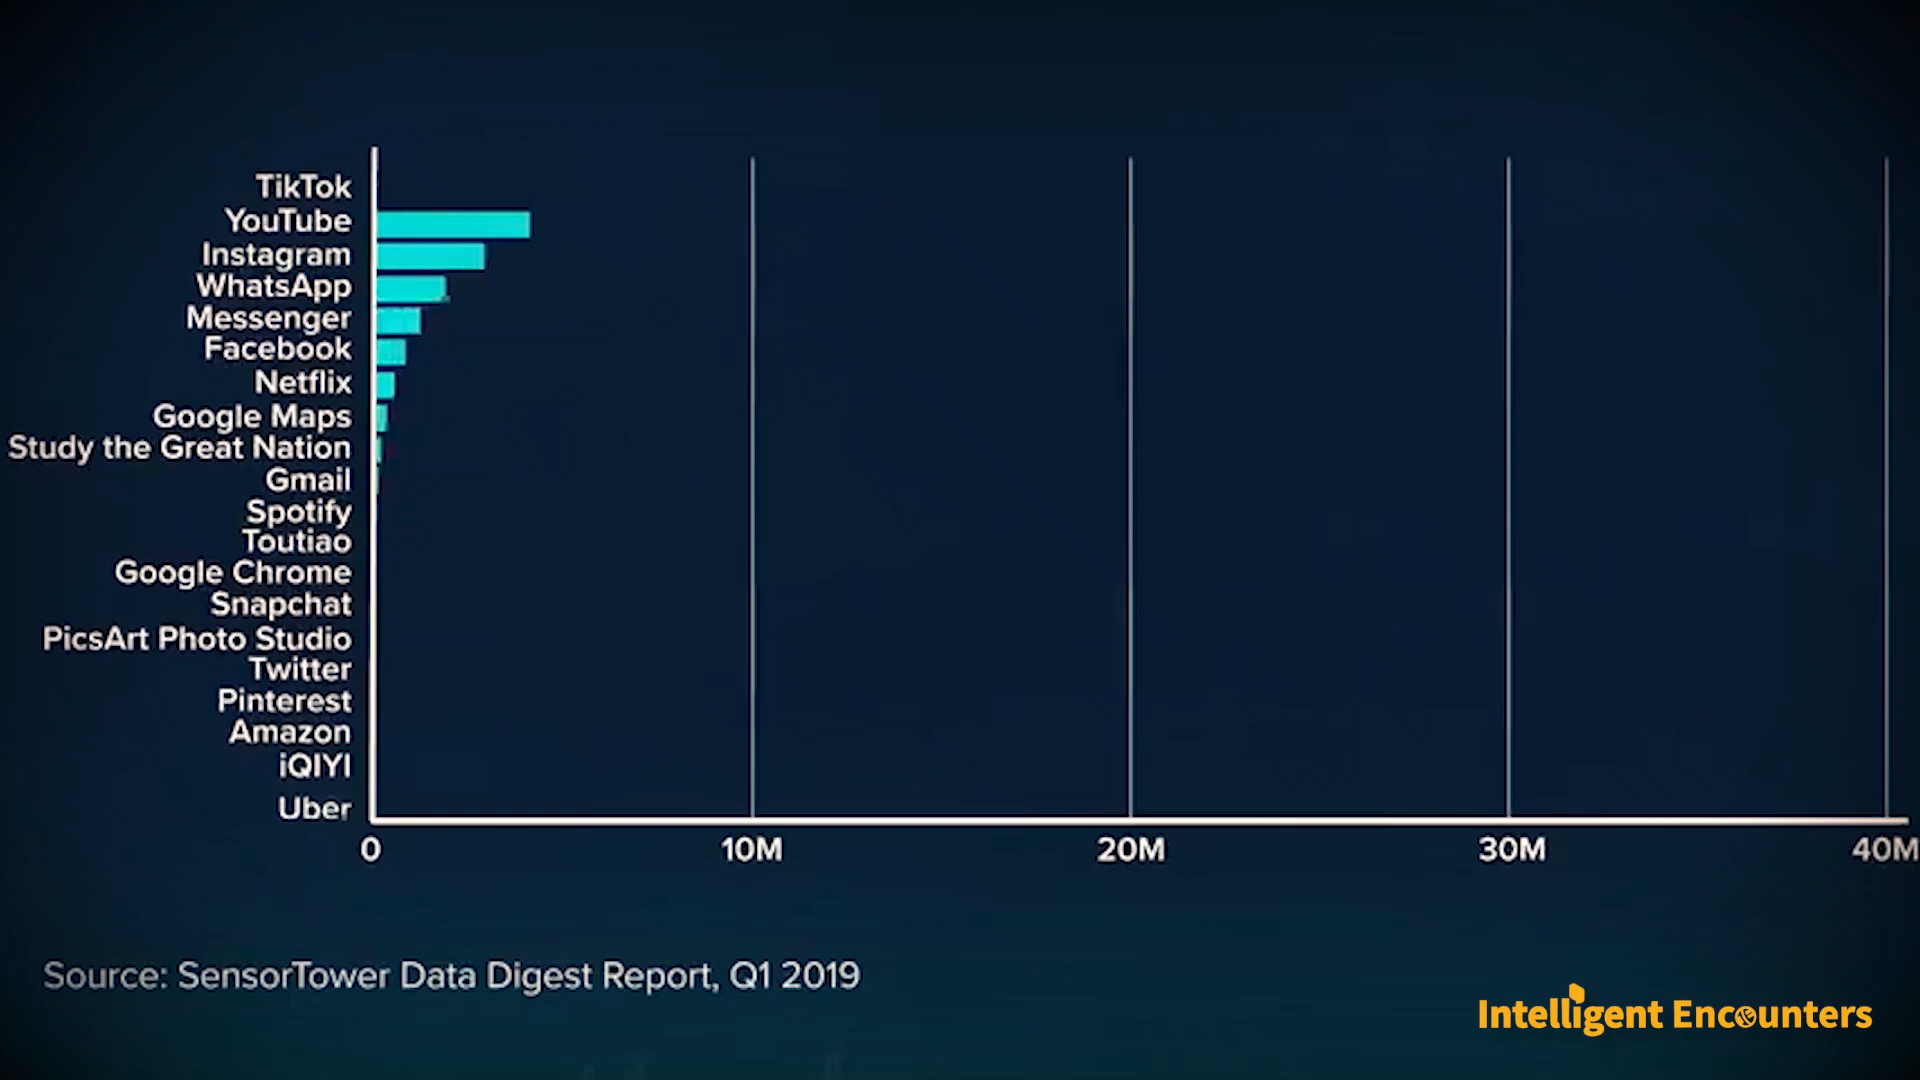 TikTok
YouTube
Instagram
WhatsApp
Messenger
Facebook
Netflix
Google Maps
Study the Great Nation
Gmail
Spotify
Toutiao
Google Chrome
Snapchat
PicsArt Photo Studio
Twitter
Pinterest
Amazon
iQIYI
Uber
0 10M 20M 30M 40M
Source: SensorTower Data Digest Report, Q1 2019
Intelligent Encounters